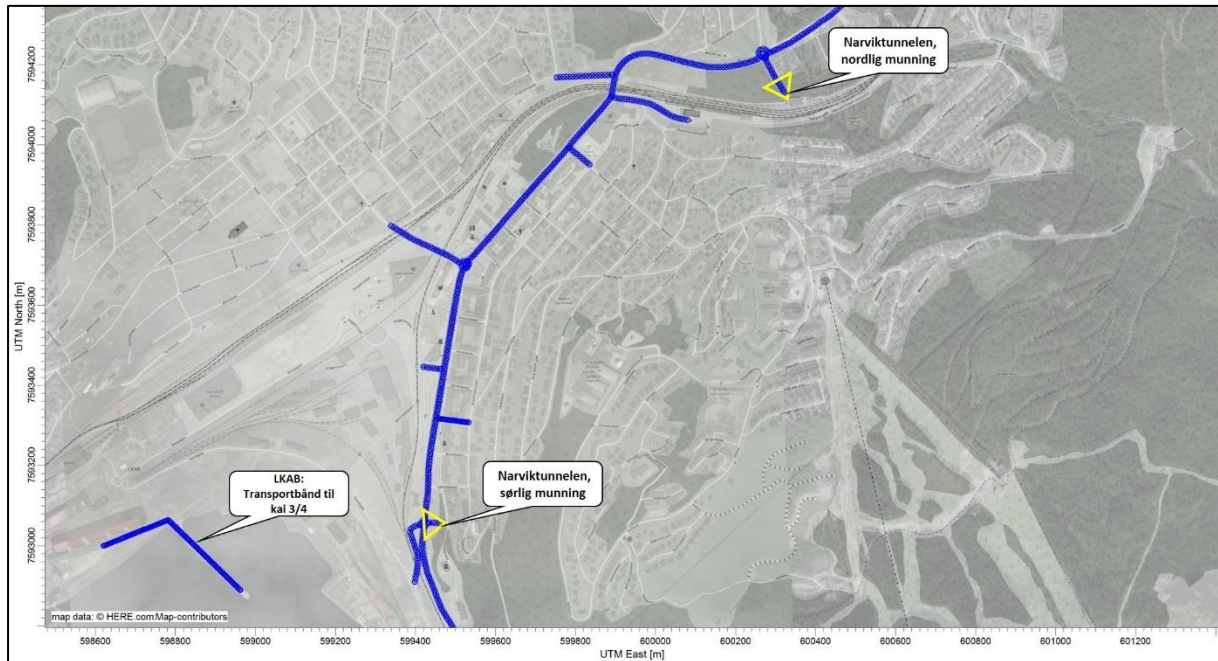 Narviktunnelen,
nordlig munning
Narviktunnelen,
sørlig munning
LKAB:
Transportbånd til
kai 3/4
UTM North [m]
7594200
7594000
7593800
7593600
7593400
7593200
7593000
map data: © HERE.com:Map-contributors
598600 598800 599000 599200 599400 599600 599800 600000 600200 600400 600600 600800 601000 601200
UTM East [m]